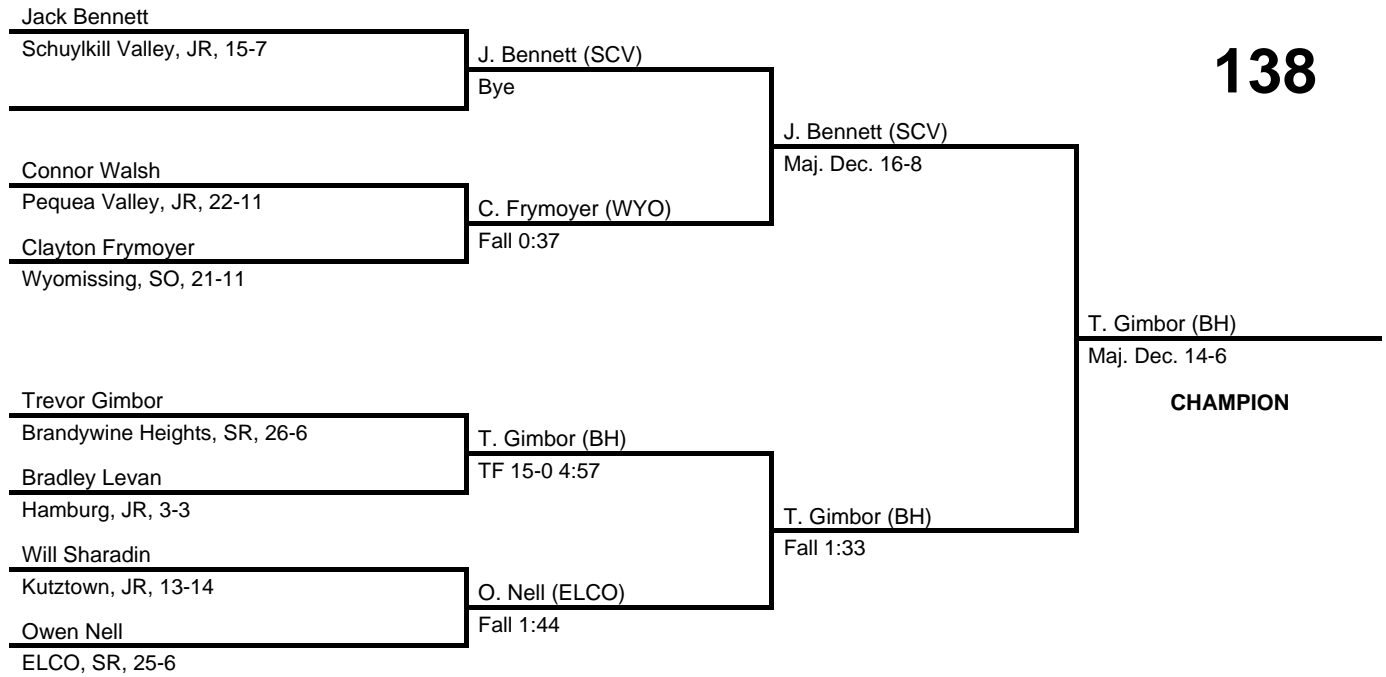 Jack Bennett
Schuylkill Valley, JR, 15-7
J. Bennett (SCV)
Bye
138
J. Bennett (SCV)
Maj. Dec. 16-8
Connor Walsh
Pequea Valley, JR, 22-11
C. Frymoyer (WYO)
Fall 0:37
Clayton Frymoyer
Wyomissing, SO, 21-11
T. Gimbor (BH)
Maj. Dec. 14-6
CHAMPION
Trevor Gimbor
Brandywine Heights, SR, 26-6
T. Gimbor (BH)
TF 15-0 4:57
Bradley Levan
Hamburg, JR, 3-3
T. Gimbor (BH)
Fall 1:33
Will Sharadin
Kutztown, JR, 13-14
O. Nell (ELCO)
Fall 1:44
Owen Nell
ELCO, SR, 25-6